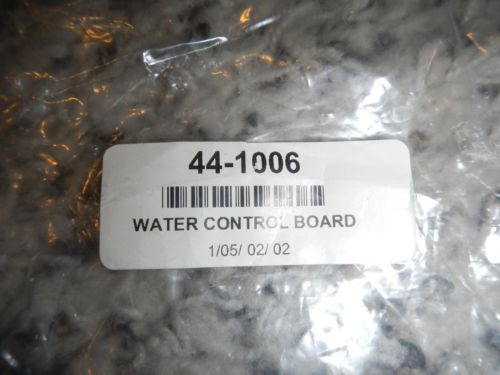 44-1006
WATER CONTROL BOARD
1/05/ 02/ 02